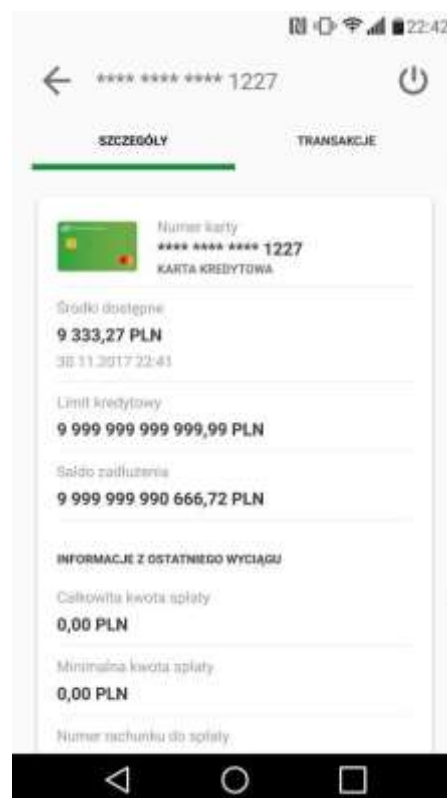 22:42
**** **** **** 1227
SZCZEGÓŁY TRANSAKCJE
Numer karty
**** **** **** 1227
KARTA KREDYTOWA
Środki dostępne
9 333,27 PLN
30.11.2017 22:41
Limit kredytowy
9 999 999 999 999,99 PLN
Saldo zadłużenia
9 999 999 990 666,72 PLN
INFORMACJE Z OSTATNIEGO WYCIĄGU
Całkowita kwota spłaty
0,00 PLN
Minimalna kwota spłaty
0,00 PLN
Numer rachunku do spłaty